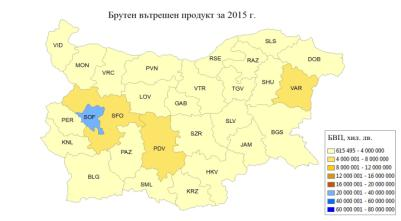 Брутен вътрешен продукт за 2015 г.
SLS
VID
DOB
RSE
MON
RAZ
VRC
PVN
SHU
VAR
VTR
TGV
LOV
GAB
SOF
SFO
PER
SLV
БВП, хил. лв.
SZR
BGS
615 495 - 4 000 000
KNL
PDV
JAM
4 000 001 - 8 000 000
PAZ
8 000 001 - 12 000 000
12 000 001 - 16 000 000
HKV
16 000 001 - 20 000 000
BLG
20 000 001 - 40 000 000
SML
40 000 001 - 60 000 000
KRZ
60 000 001 - 80 000 000